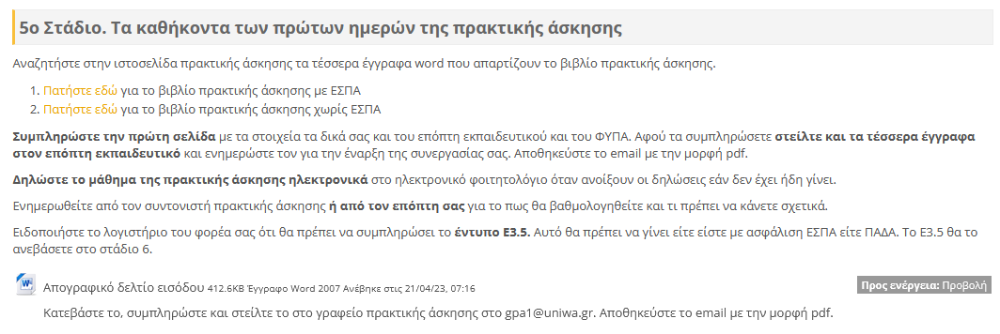 5ο Στάδιο. Τα καθήκοντα των πρώτων ημερών της πρακτικής άσκησης
Αναζητήστε στην ιστοσελίδα πρακτικής άσκησης τα τέσσερα έγγραφα word που απαρτίζουν το βιβλίο πρακτικής άσκησης.
1. Πατήστε εδώ για το βιβλίο πρακτικής άσκησης με ΕΣΠΑ
2. Πατήστε εδώ για το βιβλίο πρακτικής άσκησης χωρίς ΕΣΠΑ
Συμπληρώστε την πρώτη σελίδα με τα στοιχεία τα δικά σας και του επόπτη εκπαιδευτικού και του ΦΥΠΑ. Αφού τα συμπληρώσετε στείλτε και τα τέσσερα έγγραφα
στον επόπτη εκπαιδευτικό και ενημερώστε τον για την έναρξη της συνεργασίας σας. Αποθηκεύστε το email με την μορφή pdf.
Δηλώστε το μάθημα της πρακτικής άσκησης ηλεκτρονικά στο ηλεκτρονικό φοιτητολόγιο όταν ανοίξουν οι δηλώσεις εάν δεν έχει ήδη γίνει.
Ενημερωθείτε από τον συντονιστή πρακτικής άσκησης ή από τον επόπτη σας για το πως θα βαθμολογηθείτε και τι πρέπει να κάνετε σχετικά.
Ειδοποιήστε το λογιστήριο του φορέα σας ότι θα πρέπει να συμπληρώσει το έντυπο Ε3.5. Αυτό θα πρέπει να γίνει είτε είστε με ασφάλιση ΕΣΠΑ είτε ΠΑΔΑ. Το Ε3.5 θα το
ανεβάσετε στο στάδιο 6.
Απογραφικό δελτίο εισόδου 412.6KB Έγγραφο Word 2007 Ανέβηκε στις 21/04/23, 07:16
Προς ενέργεια: Προβολή
Κατεβάστε το, συμπληρώστε και στείλτε το στο γραφείο πρακτικής άσκησης στο gpa1@uniwa.gr. Αποθηκεύστε το email με την μορφή pdf.